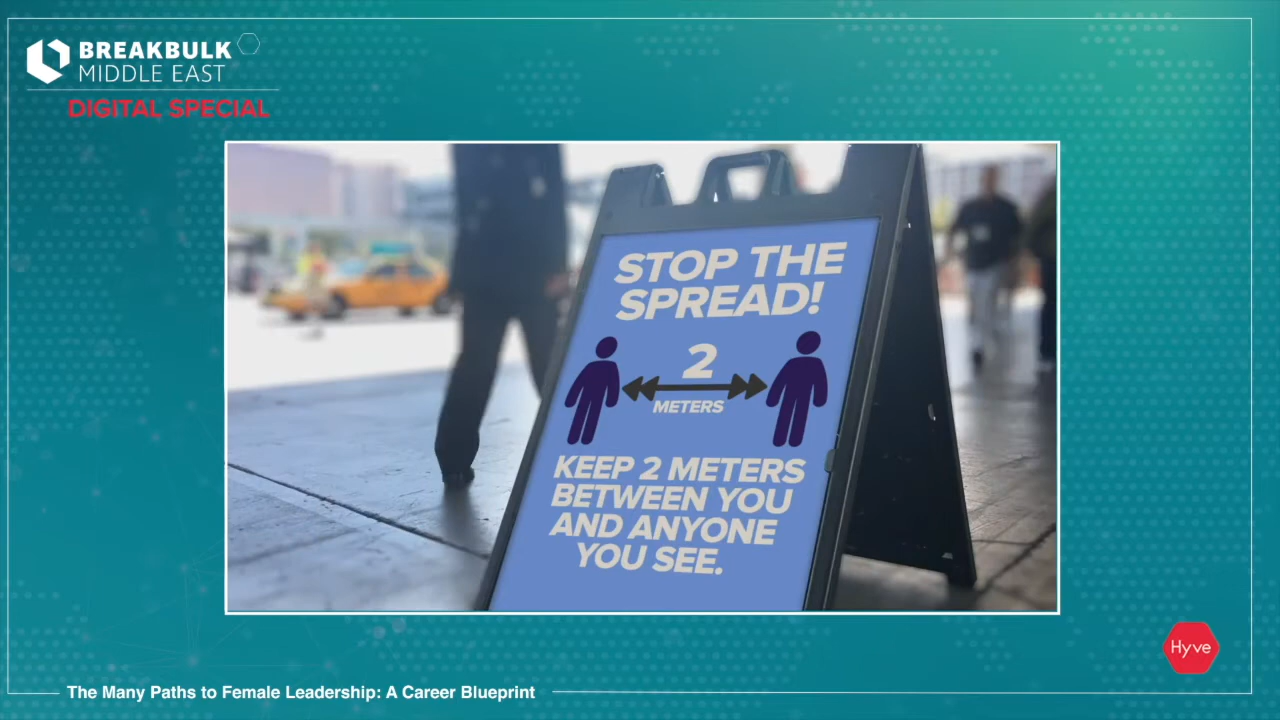 BREAKBULK
MIDDLE EAST
DIGITAL SPECIAL
STOP THE
SPREAD!
2
METERS
KEEP 2 METERS
BETWEEN YOU
AND ANYONE
YOU SEE.
Hyve
The Many Paths to Female Leadership: A Career Blueprint